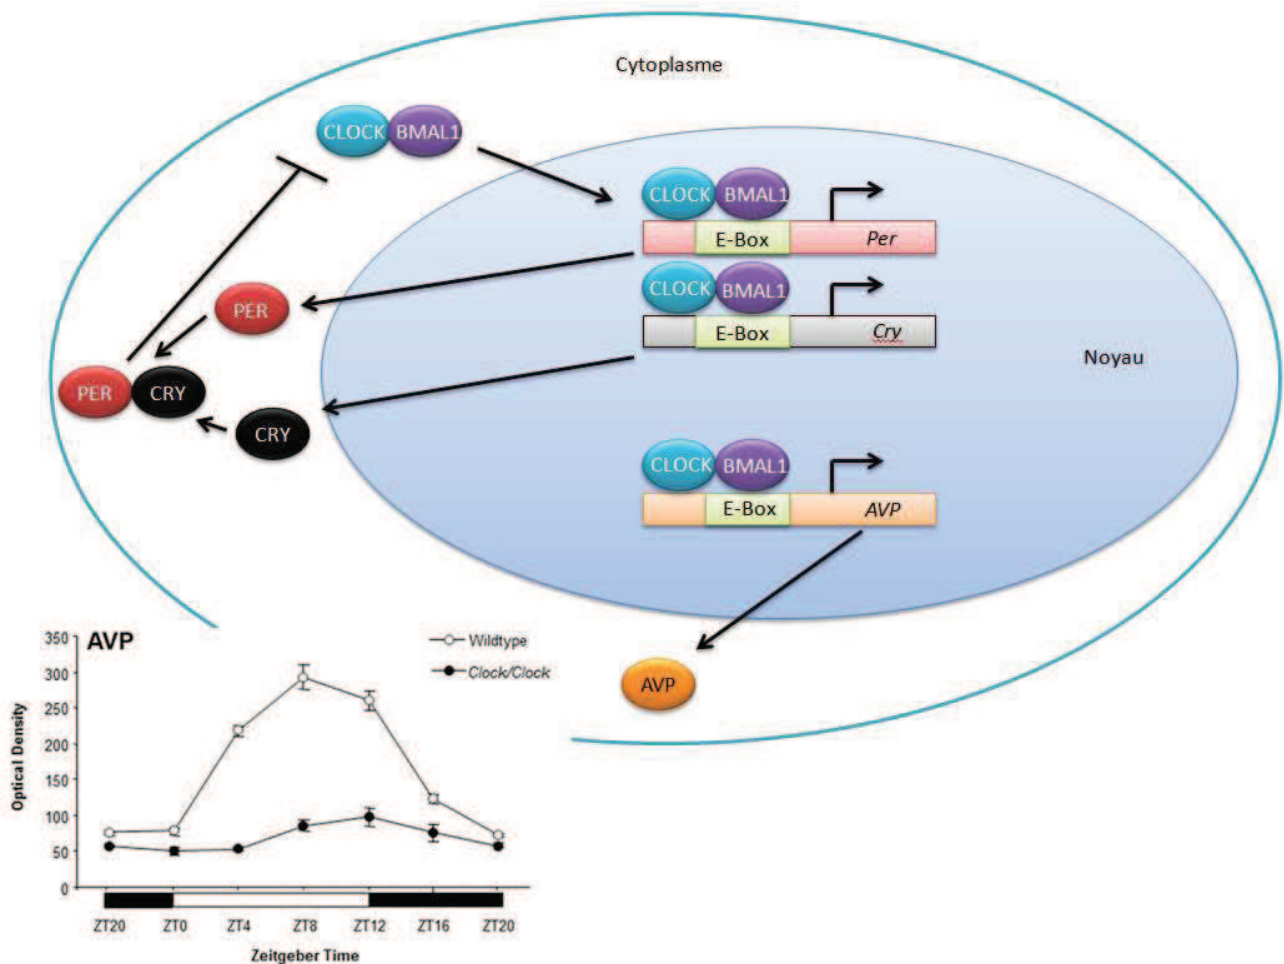 Cytoplasme
CLOCK BMAL1
CLOCK BMAL1
E-Box Per
CLOCK BMAL1
PER
E-Box Cry
Noyau
PER CRY
CRY
CLOCK BMAL1
E-Box AVP
AVP
AVP
Wildtype
Clock/Clock
350
300
250
200
150
100
50
0
Optical Density
ZT20 ZT0 ZT4 ZT8 ZT12 ZT16 ZT20
Zeitgeber Time